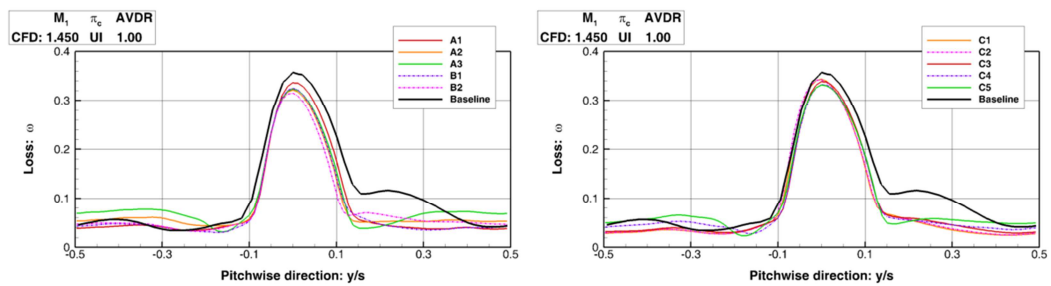 M1 πc AVDR
CFD: 1.450 UI 1.00
0.4
0.3
0.2
0.1
0
Loss: ω
A1
A2
A3
B1
B2
Baseline
-0.5 -0.3 -0.1 0.1 0.3 0.5
Pitchwise direction: y/s
M1 πc AVDR
CFD: 1.450 UI 1.00
0.4
0.3
0.2
0.1
0
Loss: ω
C1
C2
C3
C4
C5
Baseline
-0.5 -0.3 -0.1 0.1 0.3 0.5
Pitchwise direction: y/s